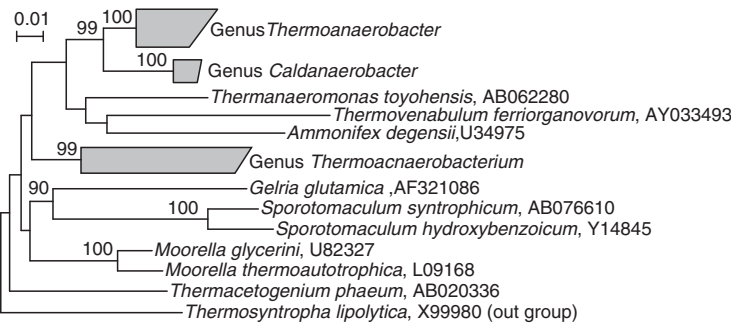 0.01
100
99
Genus Thermoanaerobacter
100
Genus Caldanaerobacter
Thermanaeromonas toyohensis, AB062280
Thermovenabulum ferriorganovorum, AY033493
Ammonifex degensii,U34975
99
Genus Thermoacnaerobacterium
90
Gelria glutamica ,AF321086
100
Sporotomaculum syntrophicum, AB076610
Sporotomaculum hydroxybenzoicum, Y14845
100
Moorella glycerini, U82327
Moorella thermoautotrophica, L09168
Thermacetogenium phaeum, AB020336
Thermosyntropha lipolytica, X99980 (out group)